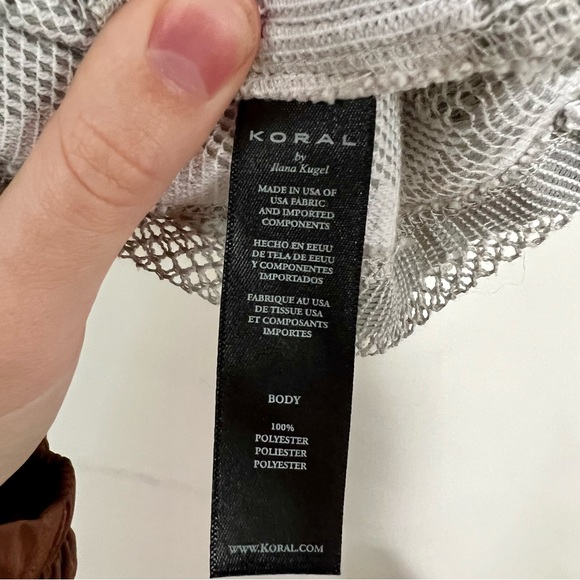 KORAL
by
Ilana Kugel
MADE IN USA OF
USA FABRIC
AND IMPORTED
COMPONENTS
HECHO EN EEUU
DE TELA DE EEUU
Y COMPONENTES
IMPORTADOS
FABRIQUE AU USA
DE TISSUE USA
ET COMPOSANTS
IMPORTES
BODY
100%
POLYESTER
POLIESTER
POLYESTER
WWW.KORAL.COM